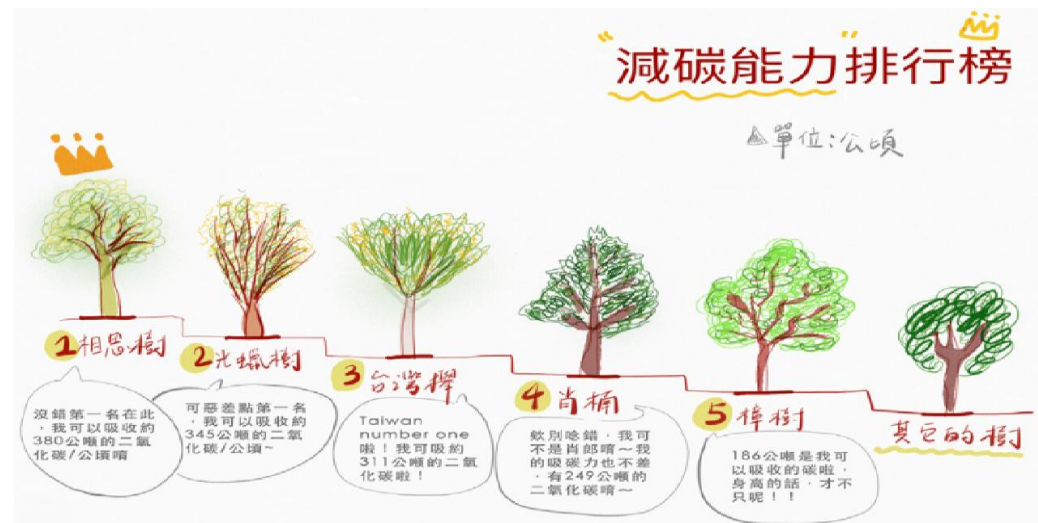 "減碳能力"排行榜
單位:公頃
1相思樹
2光蠟樹
3台灣櫸
4肖楠
5樟樹
其它的樹
沒錯第一名在此
,我可以吸收約
380公噸的二氧
化碳/公頃唷
可惡差點第一名
,我可以吸收約
345公噸的二氧
化碳/公頃~
Taiwan
number one
啦!我可吸約
311公噸的二氧
化碳啦!
欸別唸錯,我可
不是肖郎唷~我
的吸碳力也不差
,有249公噸的
二氧化碳唷~
186公噸是我可
以吸收的碳啦,
身高的話,才不
只呢!!